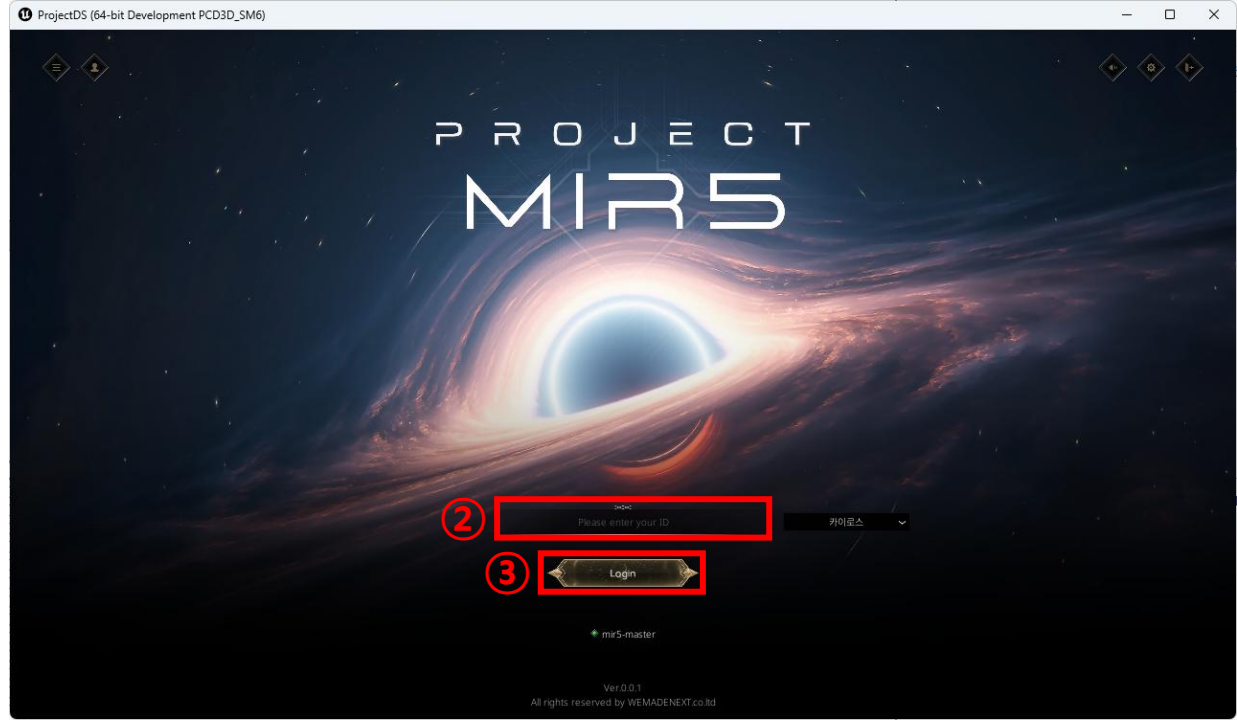 ProjectDS (64-bit Development PCD3D_SM6)
PROJECT
MIR5
② Please enter your ID 카이로스
③ Login
mir5-master
Ver.0.0.1
All rights reserved by WEMADENEXT.co.ltd